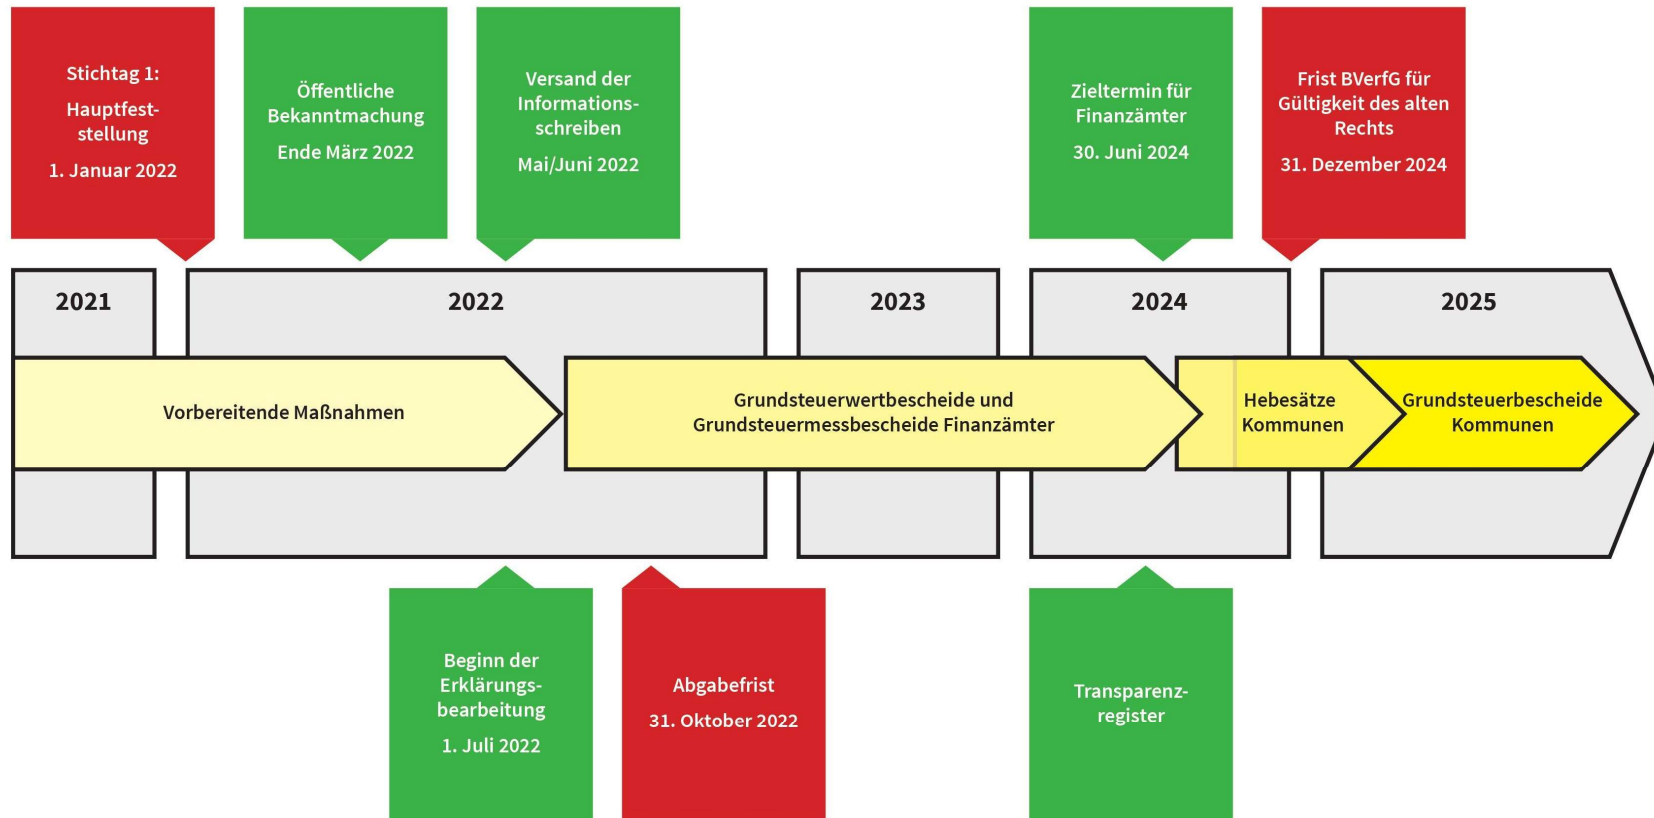 Stichtag 1:
Hauptfest-
stellung
1. Januar 2022
Öffentliche
Bekanntmachung
Ende März 2022
Versand der
Informations-
schreiben
Mai/Juni 2022
Zieltermin für
Finanzämter
30. Juni 2024
Frist BVerfG für
Gültigkeit des alten
Rechts
31. Dezember 2024
2021
2022
2023
2024
2025
Vorbereitende Maßnahmen
Grundsteuerwertbescheide und
Grundsteuermessbescheide Finanzämter
Hebesätze
Kommunen
Grundsteuerbescheide
Kommunen
Beginn der
Erklärungs-
bearbeitung
1. Juli 2022
Abgabefrist
31. Oktober 2022
Transparenz-
register